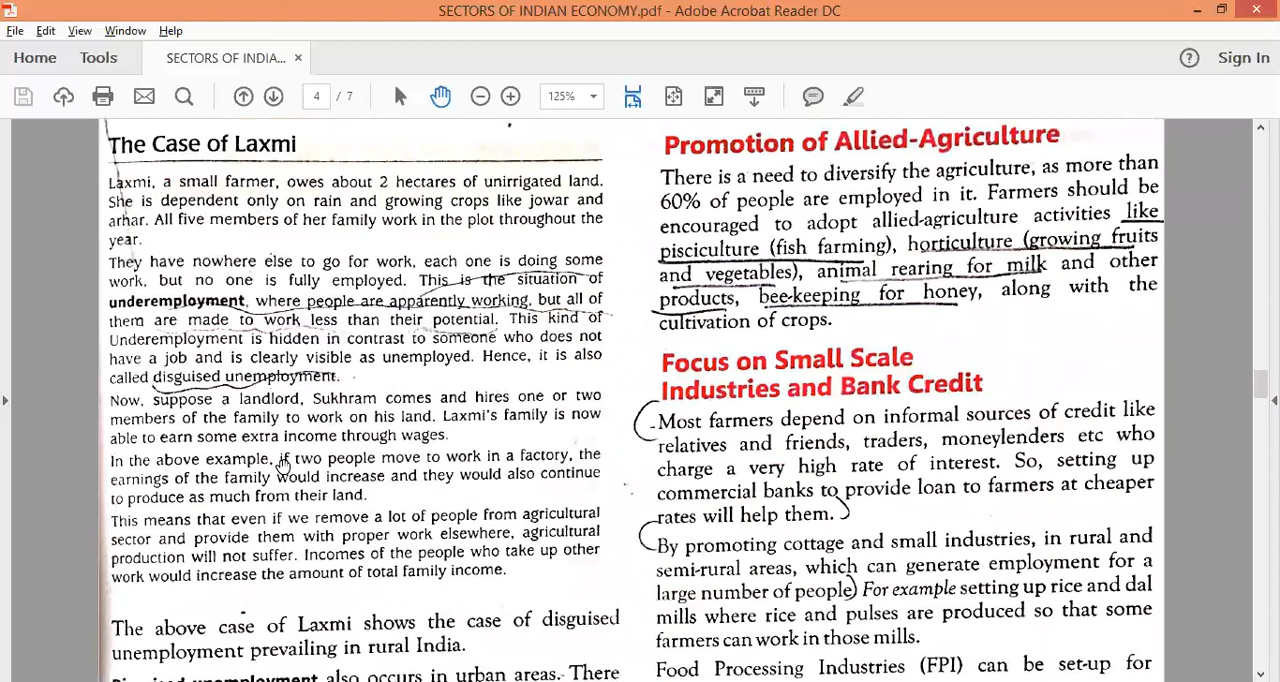 SECTORS OF INDIAN ECONOMY.pdf - Adobe Acrobat Reader DC
File Edit View Window Help
Home Tools SECTORS OF INDIA... × Sign In
4 / 7 125%
The Case of Laxmi
Laxmi, a small farmer, owes about 2 hectares of unirrigated land.
She is dependent only on rain and growing crops like jowar and
arhar. All five members of her family work in the plot throughout the
year.
They have nowhere else to go for work, each one is doing some
work, but no one is fully employed. This is the situation of
underemployment, where people are apparently working, but all of
them are made to work less than their potential. This kind of
Underemployment is hidden in contrast to someone who does not
have a job and is clearly visible as unemployed. Hence, it is also
called disguised unemployment.
Now, suppose a landlord, Sukhram comes and hires one or two
members of the family to work on his land. Laxmi's family is now
able to earn some extra income through wages.
In the above example, if two people move to work in a factory, the
earnings of the family would increase and they would also continue
to produce as much from their land.
This means that even if we remove a lot of people from agricultural
sector and provide them with proper work elsewhere, agricultural
production will not suffer. Incomes of the people who take up other
work would increase the amount of total family income.
The above case of Laxmi shows the case of disguised
unemployment prevailing in rural India.
Disguised unemployment also occurs in urban areas. There
Promotion of Allied-Agriculture
There is a need to diversify the agriculture, as more than
60% of people are employed in it. Farmers should be
encouraged to adopt allied-agriculture activities like
pisciculture (fish farming), horticulture (growing fruits
and vegetables), animal rearing for milk and other
products, bee-keeping for honey, along with the
cultivation of crops.
Focus on Small Scale
Industries and Bank Credit
Most farmers depend on informal sources of credit like
relatives and friends, traders, moneylenders etc who
charge a very high rate of interest. So, setting up
commercial banks to provide loan to farmers at cheaper
rates will help them.
By promoting cottage and small industries, in rural and
semi-rural areas, which can generate employment for a
large number of people) For example setting up rice and dal
mills where rice and pulses are produced so that some
farmers can work in those mills.
Food Processing Industries (FPI) can be set-up for